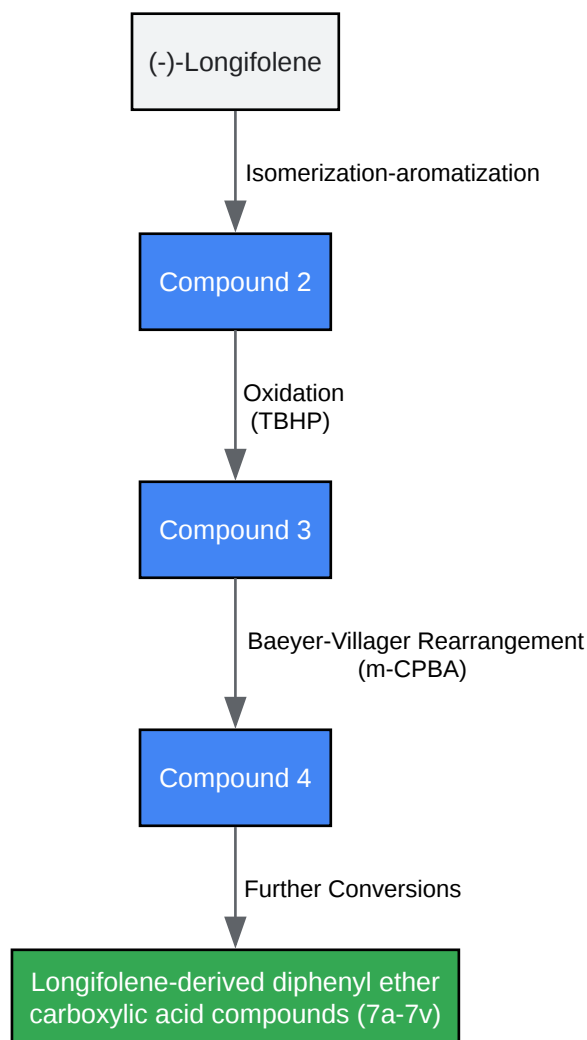 (-)-Longifolene
Isomerization-aromatization
Compound 2
Oxidation
(TBHP)
Compound 3
Baeyer-Villager Rearrangement
(m-CPBA)
Compound 4
Further Conversions
Longifolene-derived diphenyl ether
carboxylic acid compounds (7a-7v)